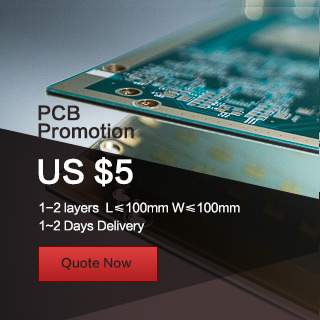 PCB
Promotion
US $5
1~2 layers L≤100mm W≤100mm
1~2 Days Delivery
Quote Now